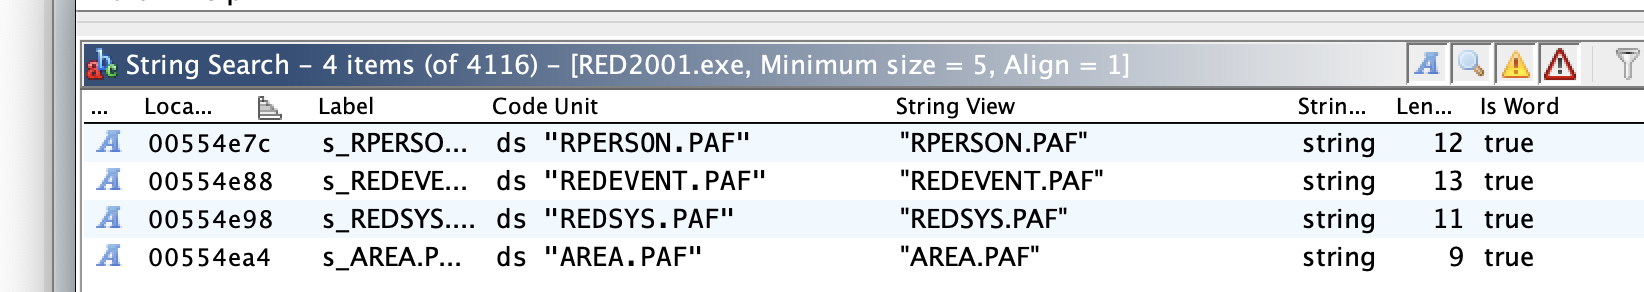 String Search – 4 items (of 4116) – [RED2001.exe, Minimum size = 5, Align = 1]
... Loca... Label Code Unit String View Strin... Len... Is Word
A 00554e7c s_RPERSO... ds "RPERSON.PAF" "RPERSON.PAF" string 12 true
A 00554e88 s_REDEVE... ds "REDEVENT.PAF" "REDEVENT.PAF" string 13 true
A 00554e98 s_REDSYS.... ds "REDSYS.PAF" "REDSYS.PAF" string 11 true
A 00554ea4 s_AREA.P... ds "AREA.PAF" "AREA.PAF" string 9 true